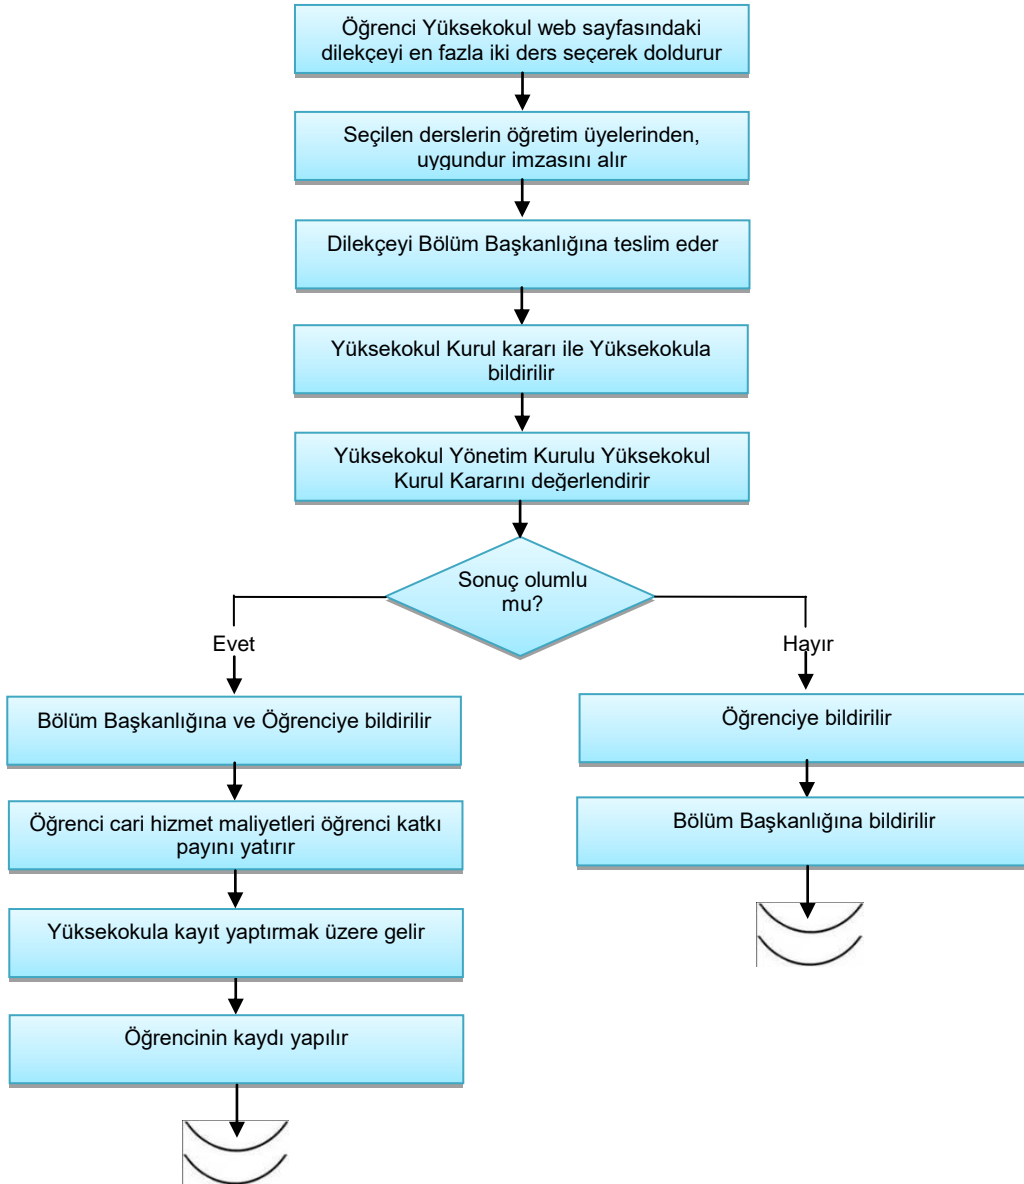 Öğrenci Yüksekokul web sayfasındaki
dilekçeyi en fazla iki ders seçerek doldurur
Seçilen derslerin öğretim üyelerinden,
uygundur imzasını alır
Dilekçeyi Bölüm Başkanlığına teslim eder
Yüksekokul Kurul kararı ile Yüksekokula
bildirilir
Yüksekokul Yönetim Kurulu Yüksekokul
Kurul Kararını değerlendirir
Sonuç olumlu
mu?
Evet
Hayır
Bölüm Başkanlığına ve Öğrenciye bildirilir
Öğrenci cari hizmet maliyetleri öğrenci katkı
payını yatırır
Yüksekokula kayıt yaptırmak üzere gelir
Öğrencinin kaydı yapılır
Öğrenciye bildirilir
Bölüm Başkanlığına bildirilir